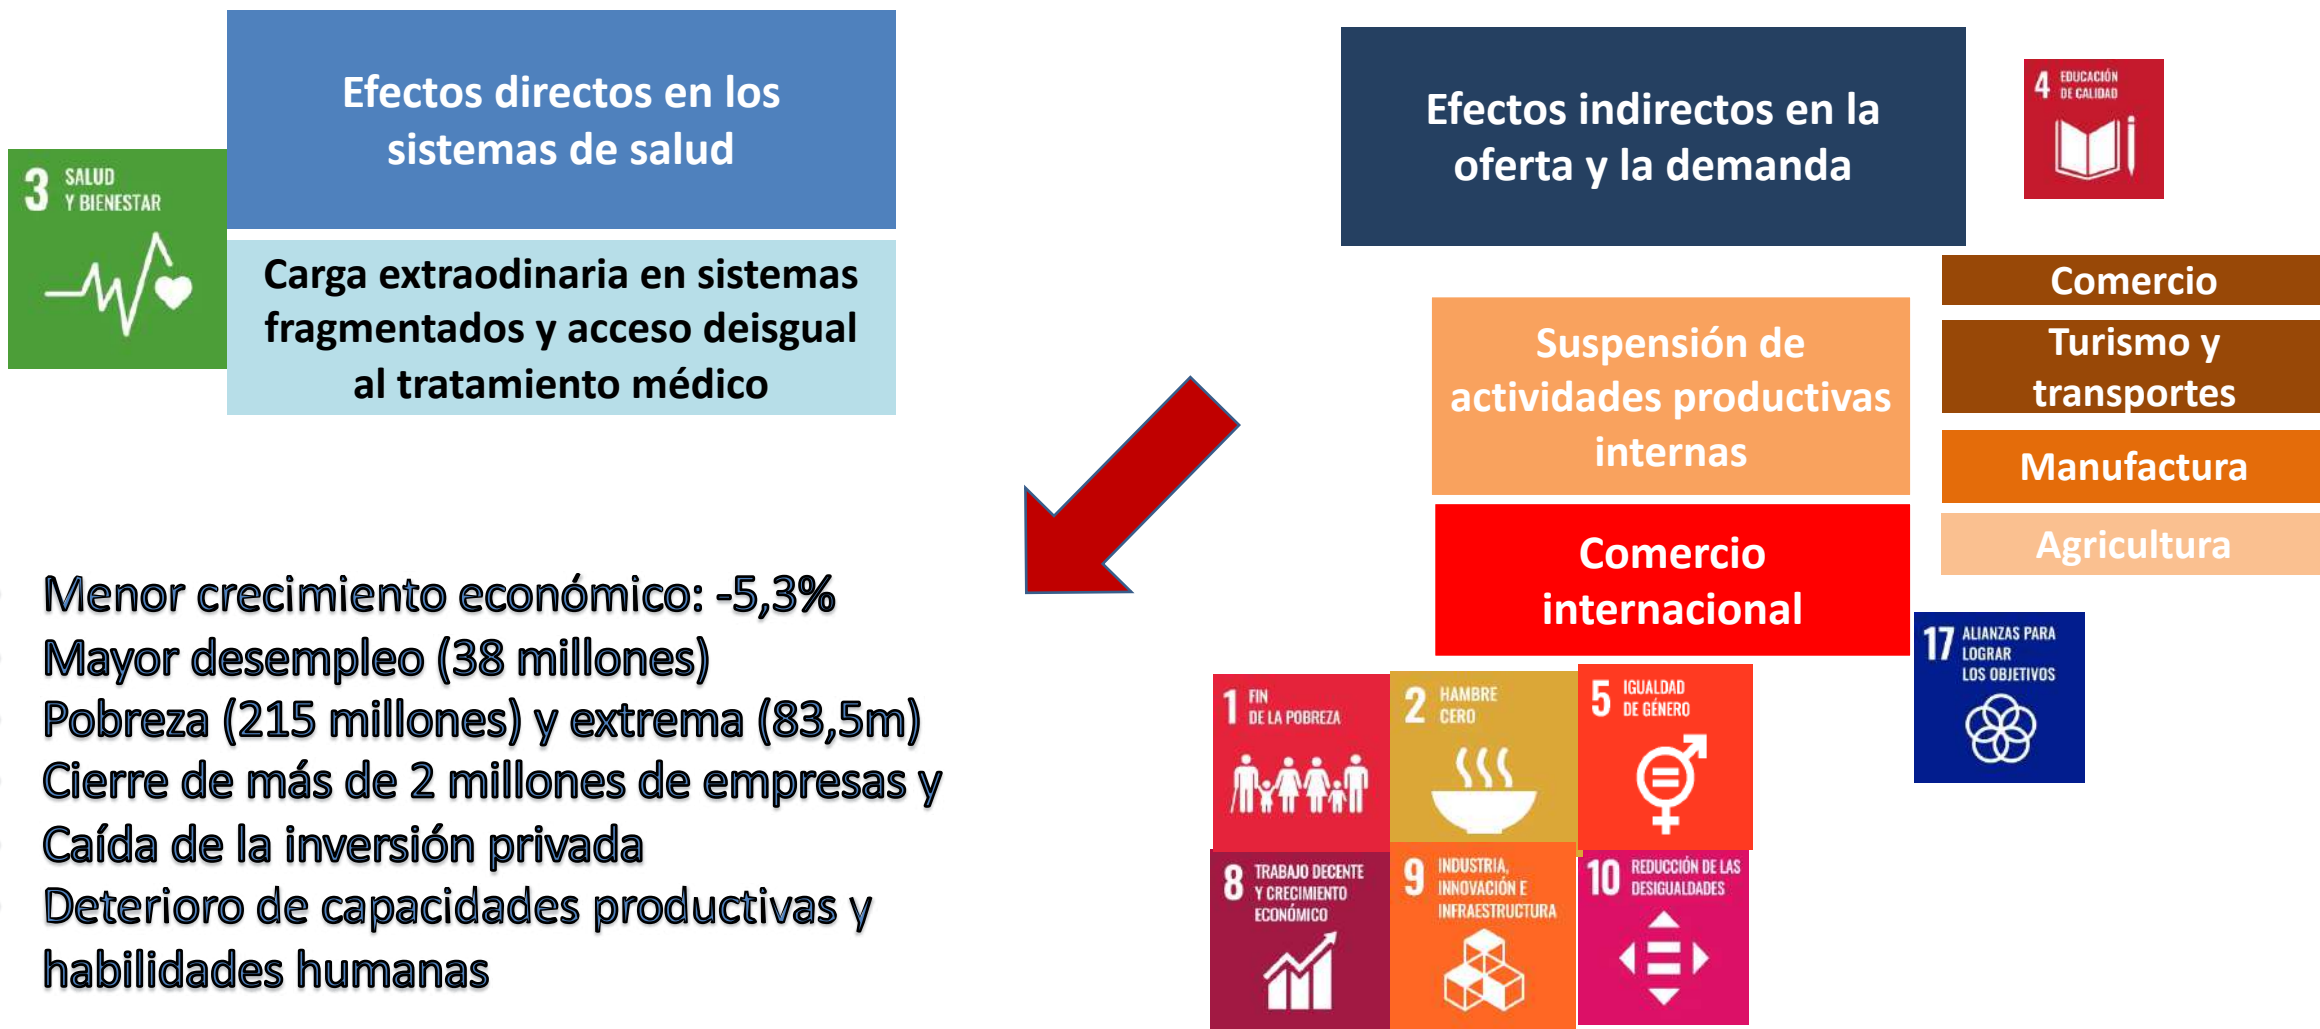 Efectos directos en los
sistemas de salud
3 SALUD
Y BIENESTAR
Carga extraodinaria en sistemas
fragmentados y acceso deisgual
al tratamiento médico
Efectos indirectos en la
oferta y la demanda
4 EDUCACIÓN
DE CALIDAD
Suspensión de
actividades productivas
internas
Comercio
internacional
Comercio
Turismo y
transportes
Manufactura
Agricultura
17 ALIANZAS PARA
LOGRAR
LOS OBJETIVOS
Menor crecimiento económico: -5,3%
Mayor desempleo (38 millones)
Pobreza (215 millones) y extrema (83,5m)
Cierre de más de 2 millones de empresas y
Caída de la inversión privada
Deterioro de capacidades productivas y
habilidades humanas
1 FIN
DE LA POBREZA
2 HAMBRE
CERO
5 IGUALDAD
DE GÉNERO
8 TRABAJO DECENTE
Y CRECIMIENTO
ECONÓMICO
9 INDUSTRIA,
INNOVACIÓN E
INFRAESTRUCTURA
10 REDUCCIÓN DE LAS
DESIGUALDADES